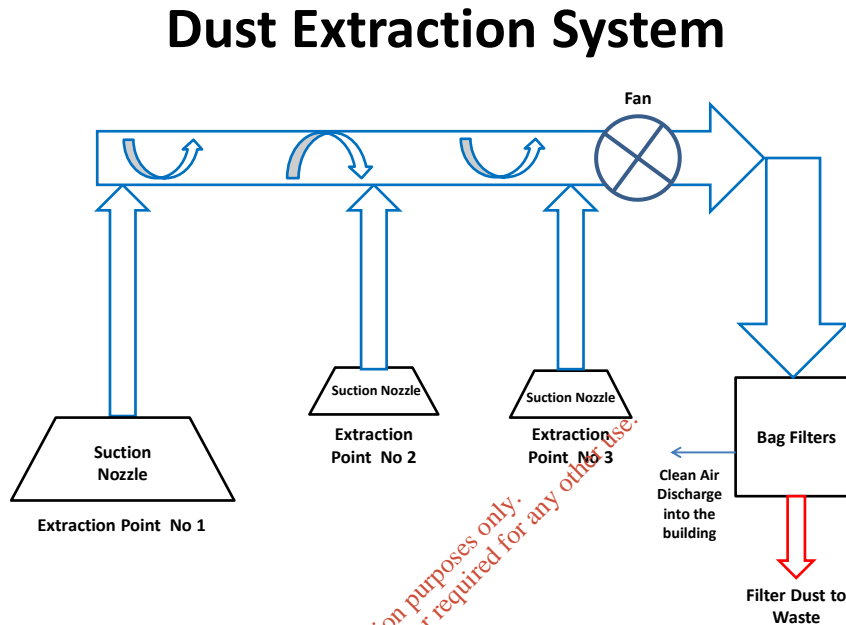 Dust Extraction System
Fan
Suction Nozzle
Suction Nozzle
Suction
Nozzle
Extraction
Point No 2
Extraction
Point No 3
Extraction Point No 1
Bag Filters
Clean Air
Discharge
into the
building
Filter Dust to
Waste
purposes only.
required for any other use.